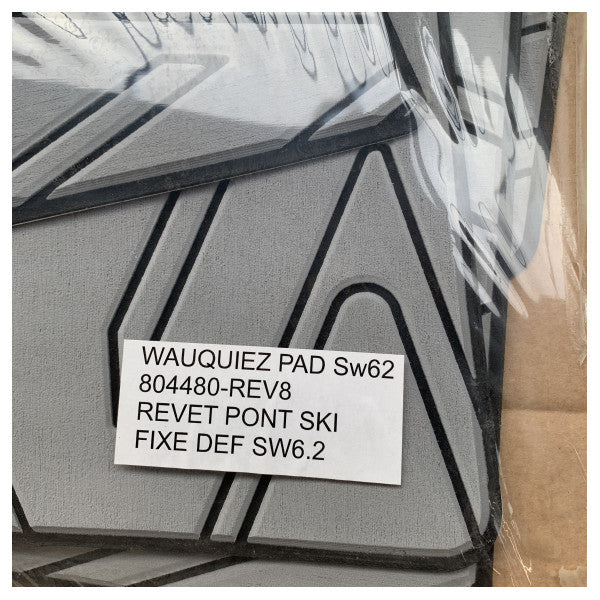 WAUQUIEZ PAD Sw62
804480-REV8
REVET PONT SKI
FIXE DEF SW6.2